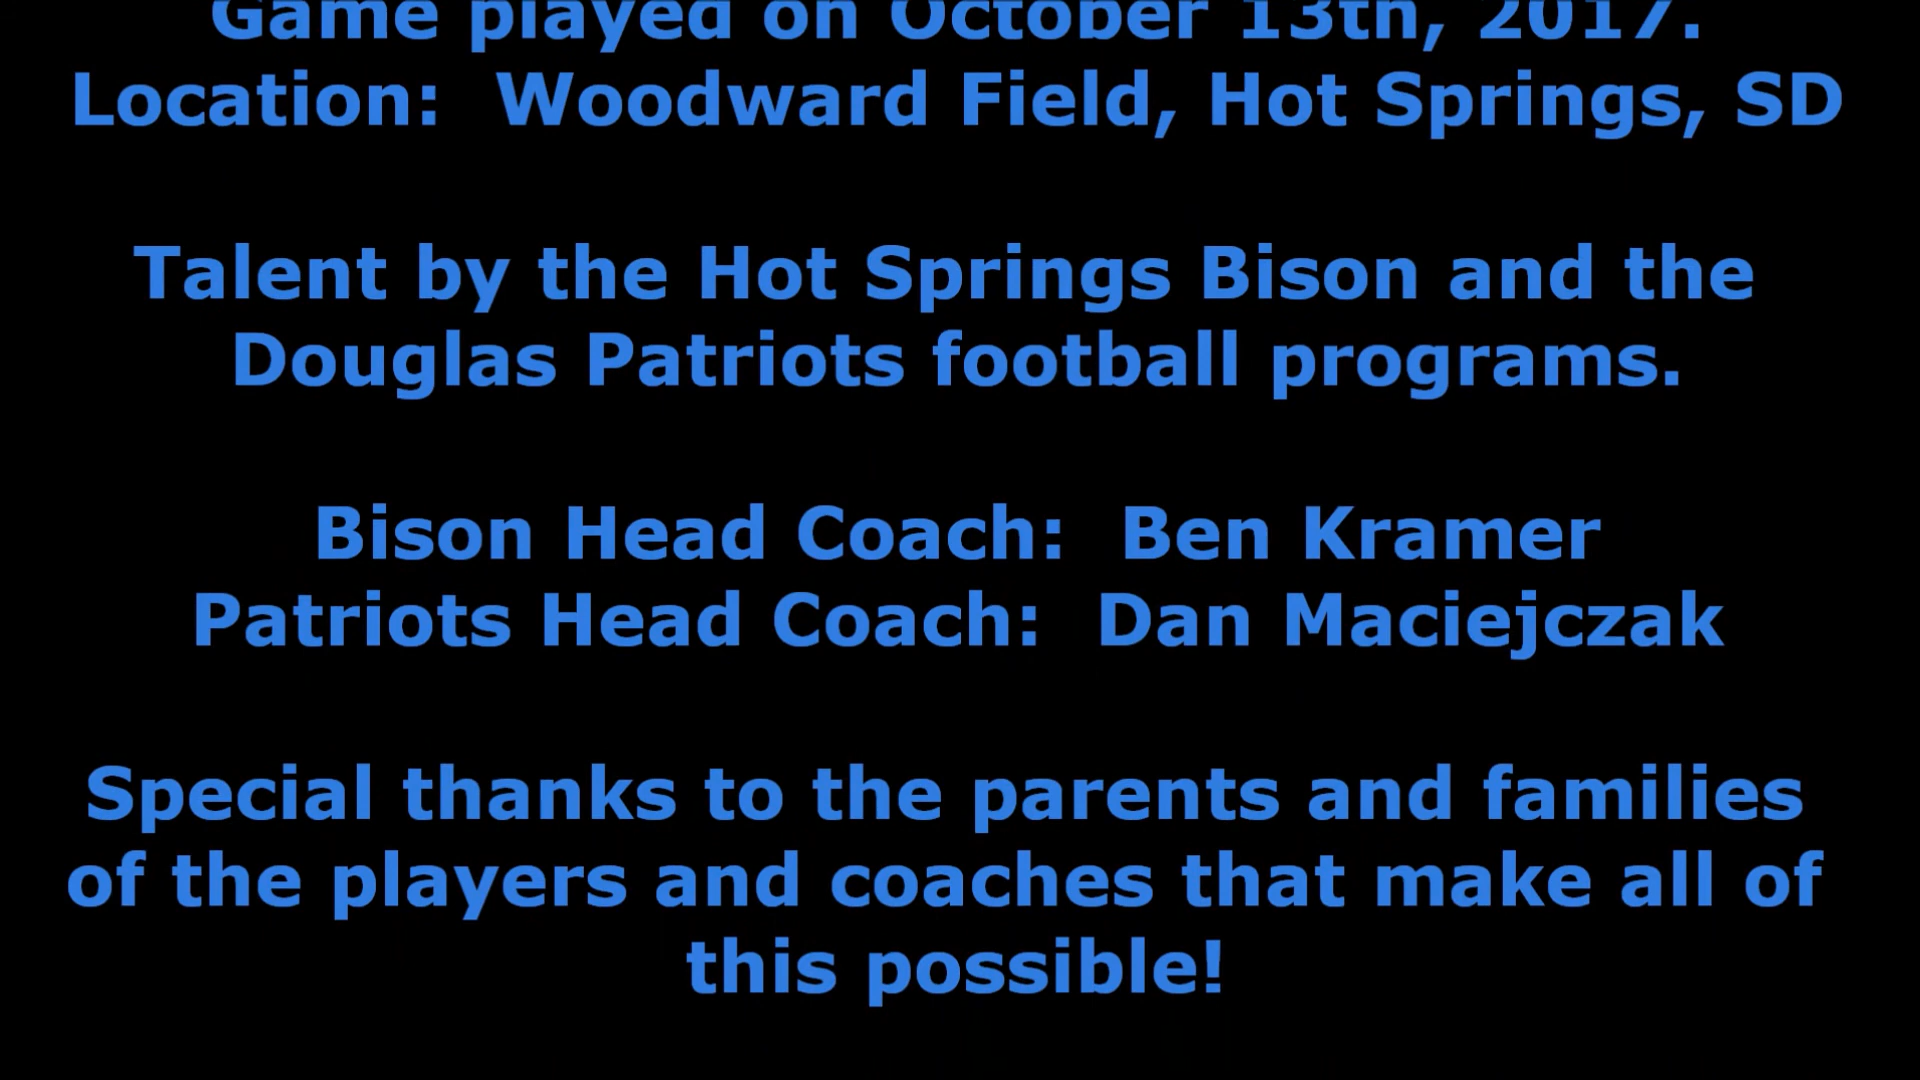 Game played on October 13th, 2017.
Location:  Woodward Field, Hot Springs, SD
Talent by the Hot Springs Bison and the
Douglas Patriots football programs.
Bison Head Coach:  Ben Kramer
Patriots Head Coach:  Dan Maciejczak
Special thanks to the parents and families
of the players and coaches that make all of
this possible!